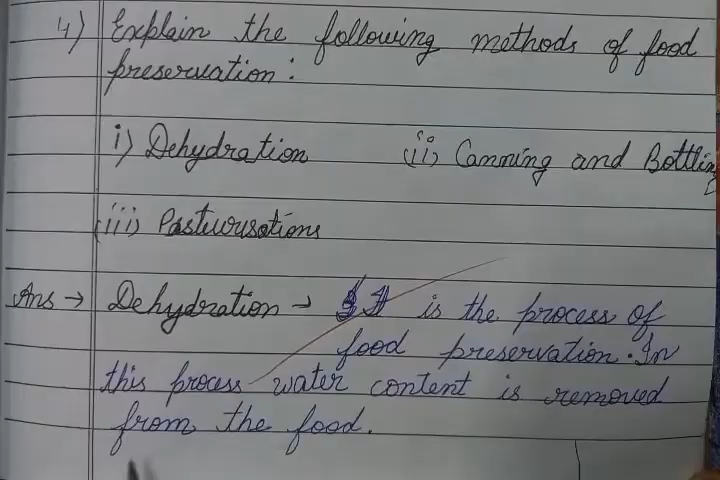 4) Explain the following methods of food
preservation:
i) Dehydration (ii) Canning and Bottling
(iii) Pasteurisations
Ans → Dehydration → It is the process of
food preservation. In
this process water content is removed
from the food.